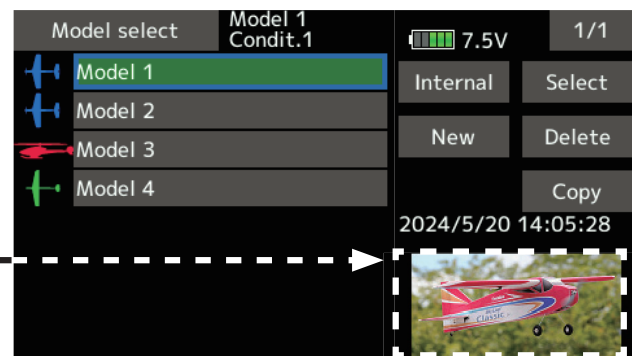 Model select
Model 1
Condit.1
7.5V
1/1
Model 1
Model 2
Model 3
Model 4
Internal
Select
New
Delete
Copy
2024/5/20 14:05:28
Classic